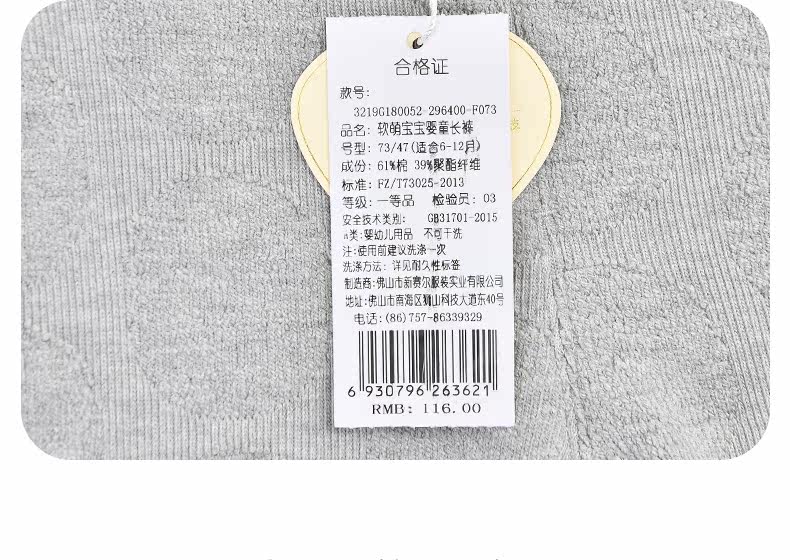 合格证
款号:
3219G180052-296400-F073
品名: 软萌宝宝婴童长裤
号型: 73/47(适合6-12月)
成份: 61%棉 39%聚酯纤维
标准: FZ/T73025-2013
等级: 一等品 检验员: 03
安全技术类别: GB31701-2015
A类:婴幼儿用品 不可干洗
注:使用前建议洗涤一次
洗涤方法: 详见耐久性标签
制造商:佛山市新赛尔服装实业有限公司
地址:佛山市南海区狮山科技大道东40号
电话:(86)757-86339329
6 930796 263621
RMB: 116.00